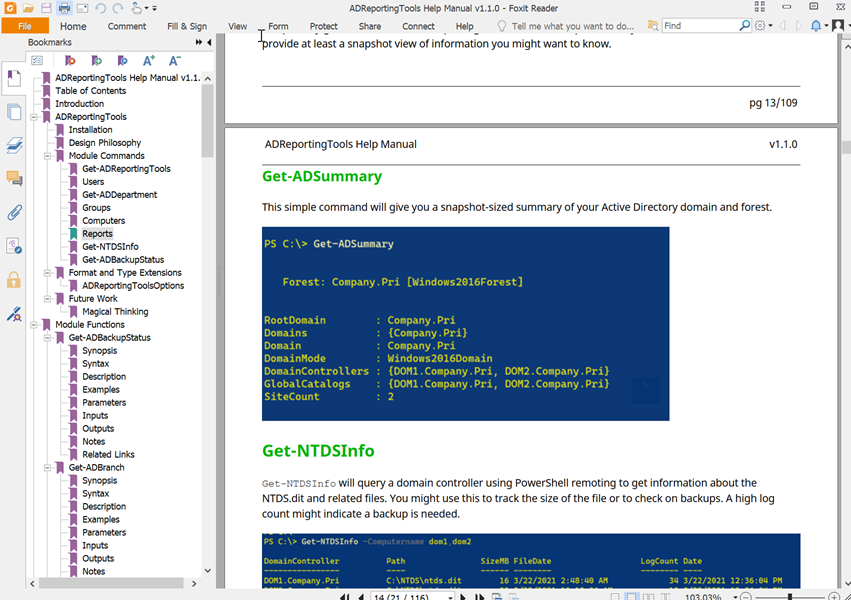 ADReportingTools Help Manual v1.1.0 - Foxit Reader
File Home Comment Fill & Sign View Form Protect Share Connect Help Tell me what you want to do... Find
Bookmarks
ADReportingTools Help Manual v1.1.
Table of Contents
Introduction
ADReportingTools
Installation
Design Philosophy
Module Commands
Get-ADReportingTools
Users
Get-ADDepartment
Groups
Computers
Reports
Get-NTDSInfo
Get-ADBackupStatus
Format and Type Extensions
ADReportingToolsOptions
Future Work
Magical Thinking
Module Functions
Get-ADBackupStatus
Synopsis
Syntax
Description
Examples
Parameters
Inputs
Outputs
Notes
Related Links
Get-ADBranch
Synopsis
Syntax
Description
Examples
Parameters
Inputs
Outputs
Notes
provide at least a snapshot view of information you might want to know.
pg 13/109
ADReportingTools Help Manual v1.1.0
Get-ADSummary
This simple command will give you a snapshot-sized summary of your Active Directory domain and forest.
PS C:\> Get-ADSummary
Forest: Company.Pri [Windows2016Forest]
RootDomain : Company.Pri
Domains : {Company.Pri}
Domain : Company.Pri
DomainMode : Windows2016Domain
DomainControllers : {DOM1.Company.Pri, DOM2.Company.Pri}
GlobalCatalogs : {DOM1.Company.Pri, DOM2.Company.Pri}
SiteCount : 2
Get-NTDSInfo
Get-NTDSInfo will query a domain controller using PowerShell remoting to get information about the
NTDS.dit and related files. You might use this to track the size of the file or to check on backups. A high log
count might indicate a backup is needed.
PS C:\> Get-NTDSInfo -Computername dom1,dom2
DomainController Path SizeMB FileDate LogCount Date
DOM1.Company.Pri C:\NTDS\ntds.dit 16 3/22/2021 2:48:40 AM 34 3/22/2021 12:36:04 PM
14 (21 / 116) 103.03%